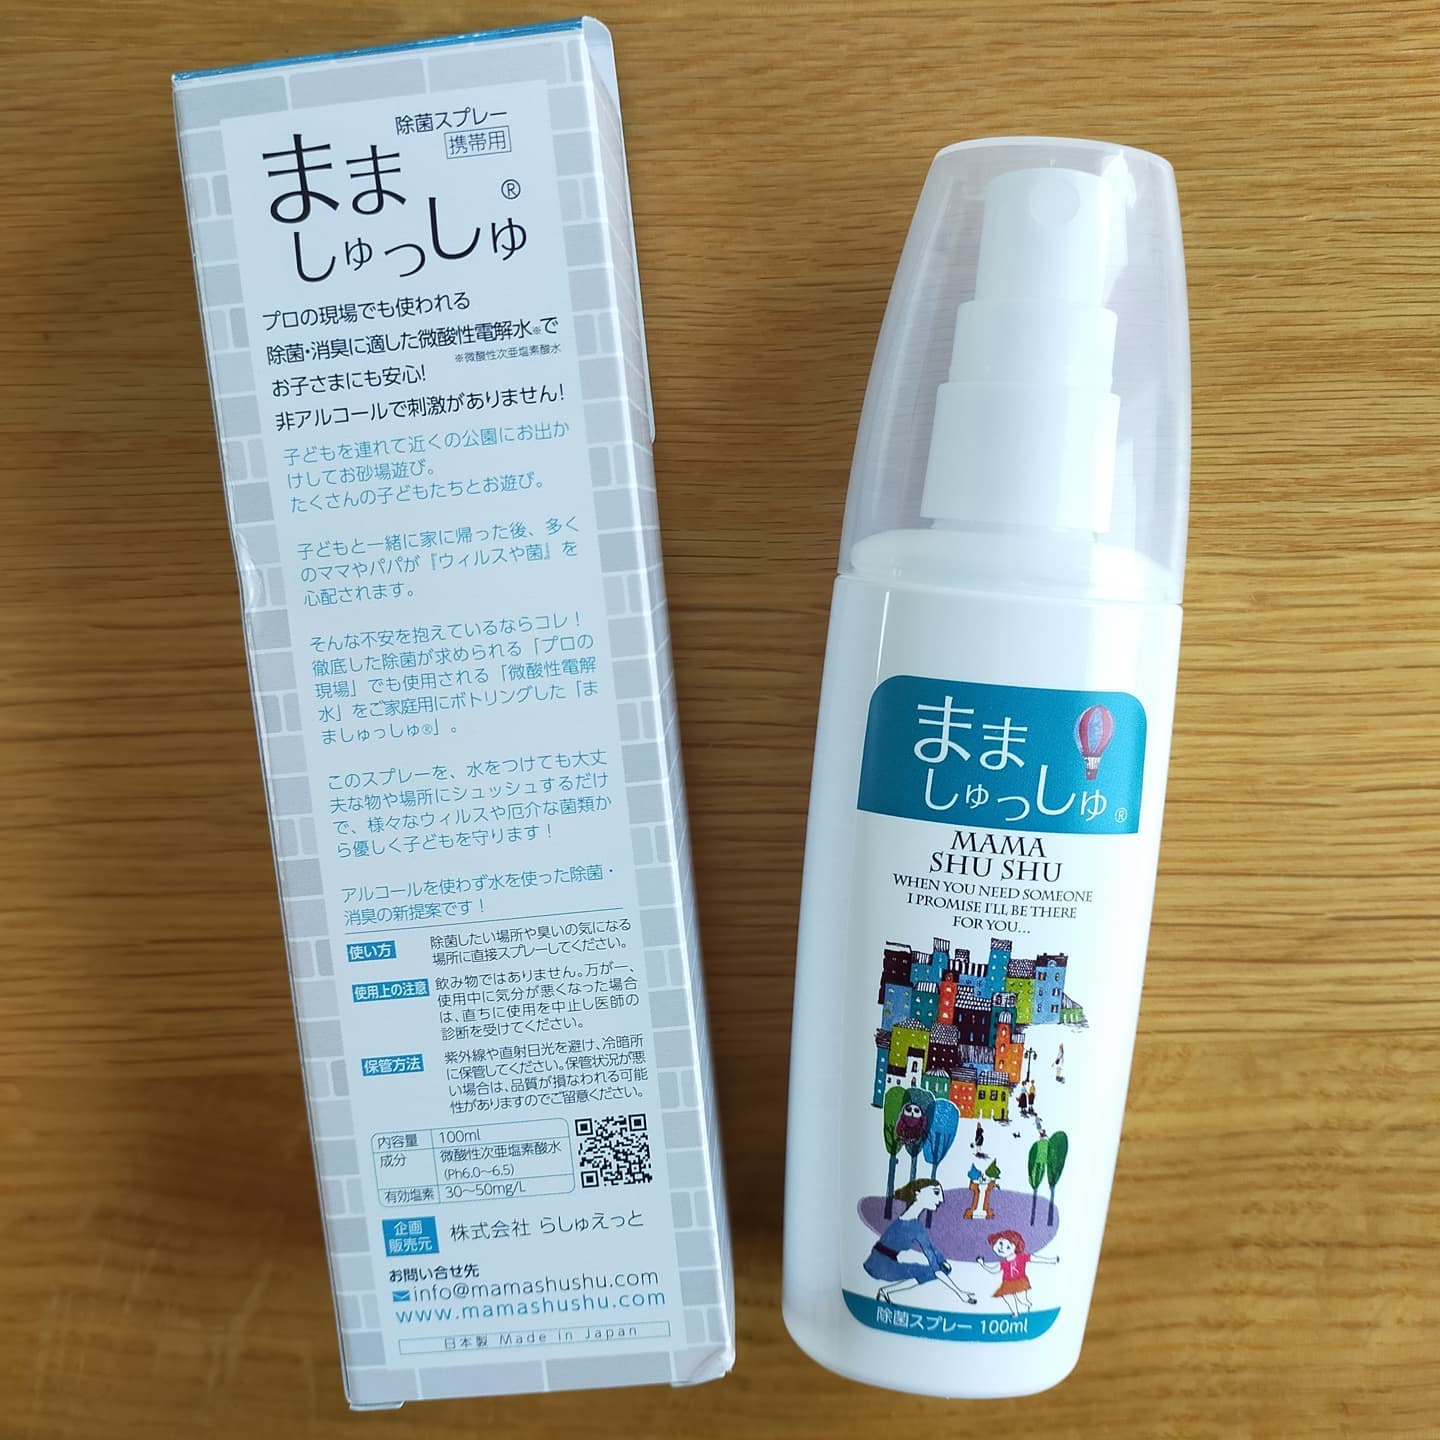 除菌スプレー
携帯用
まま
しゅっしゅ®
プロの現場でも使われる
除菌・消臭に適した微酸性電解水※で
※微酸性次亜塩素酸水
お子さまにも安心!
非アルコールで刺激がありません!
子どもを連れて近くの公園にお出か
けしてお砂場遊び。
たくさんの子どもたちとお遊び。
子どもと一緒に家に帰った後、多く
のママやパパが『ウィルスや菌』を
心配されます。
そんな不安を抱えているならコレ!
徹底した除菌が求められる「プロの
現場」でも使用される「微酸性電解
水」をご家庭用にボトリングした「ま
ましゅっしゅ®」。
このスプレーを、水をつけても大丈
夫な物や場所にシュッシュするだけ
で、様々なウィルスや厄介な菌類か
ら優しく子どもを守ります!
アルコールを使わず水を使った除菌・
消臭の新提案です!
使い方 除菌したい場所や臭いの気になる
場所に直接スプレーしてください。
使用上の注意 飲み物ではありません。万が一、
使用中に気分が悪くなった場合
は、直ちに使用を中止し医師の
診断を受けてください。
保管方法 紫外線や直射日光を避け、冷暗所
に保管してください。保管状況が悪
い場合は、品質が損なわれる可能
性がありますのでご留意ください。
内容量 100ml
成分 微酸性次亜塩素酸水
(Ph6.0~6.5)
有効塩素 30~50mg/L
企画
販売元 株式会社 らしゅえっと
お問い合せ先
info@mamashushu.com
www.mamashushu.com
日本製 Made in Japan
まま
しゅっしゅ®
MAMA
SHU SHU
WHEN YOU NEED SOMEONE
I PROMISE I'LL BE THERE
FOR YOU...
K
除菌スプレー 100ml